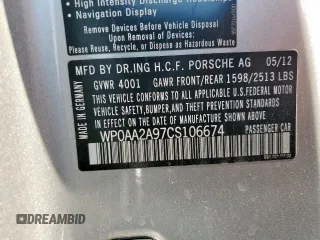 • High Intensity Discharge Headlamps
• Navigation Display
Remove Devices Before Vehicle Disposal
Upon Removal of Devices Please Reuse,
Recycle or Dispose as Hazardous Waste
MFD BY DR.ING H.C.F. PORSCHE AG 05/12
GVWR 4001 GAWR FRONT/REAR 1598/2513 LBS
THIS VEHICLE CONFORMS TO ALL APPLICABLE
FEDERAL MOTOR VEHICLE SAFETY, BUMPER AND
THEFT PREVENTION STANDARDS IN EFFECT ON
THE DATE OF MANUFACTURE SHOWN ABOVE.
WP0AA2A97CS106674 PASSENGER CAR
MADE IN GERMANY
DREAMBID